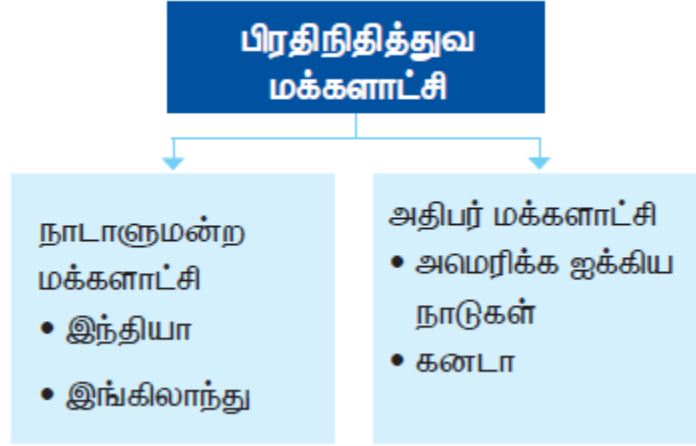 பிரதிநிதித்துவ
மக்களாட்சி
நாடாளுமன்ற
மக்களாட்சி
• இந்தியா
• இங்கிலாந்து
அதிபர் மக்களாட்சி
• அமெரிக்க ஐக்கிய
நாடுகள்
• கனடா